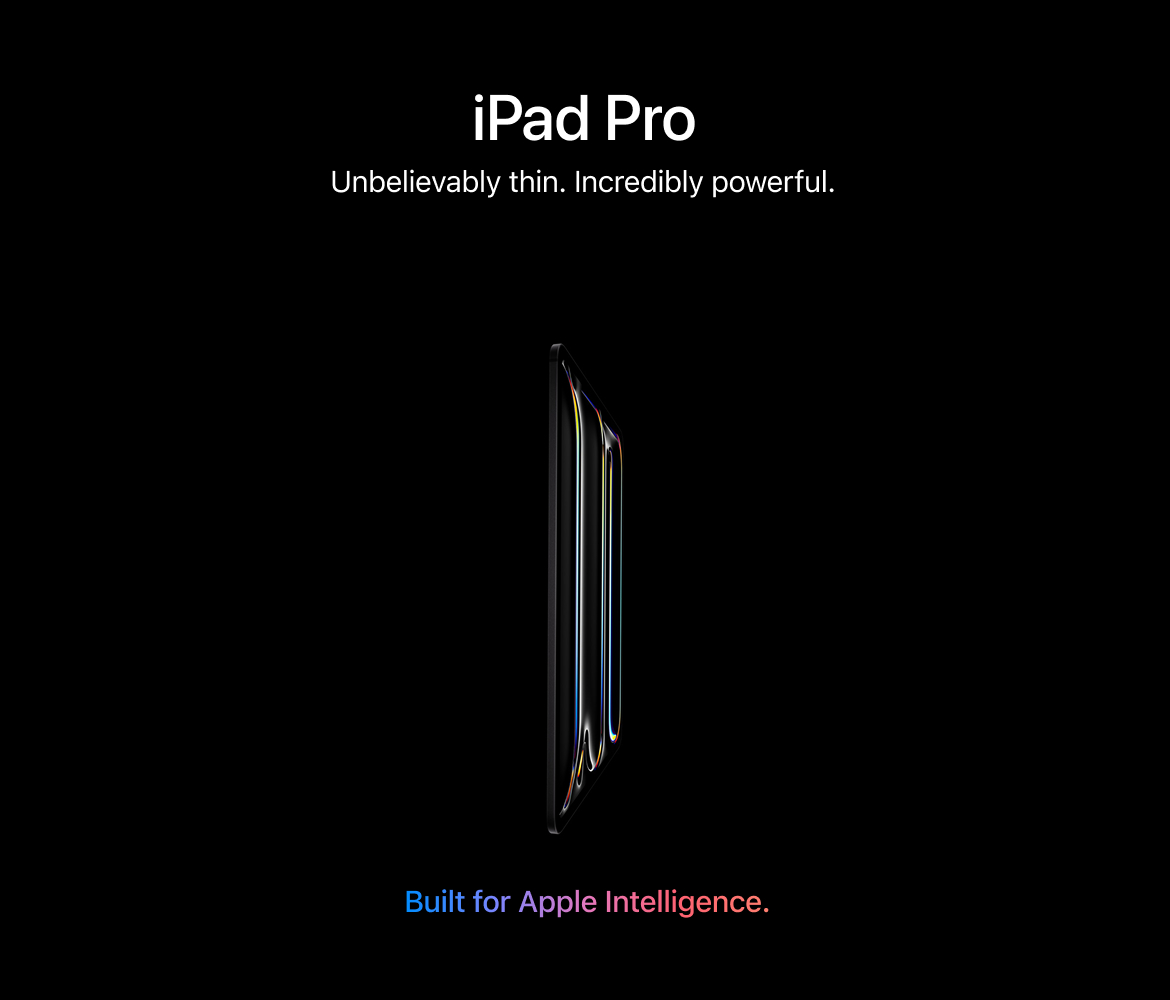 iPad Pro
Unbelievably thin. Incredibly powerful.
Built for Apple Intelligence.